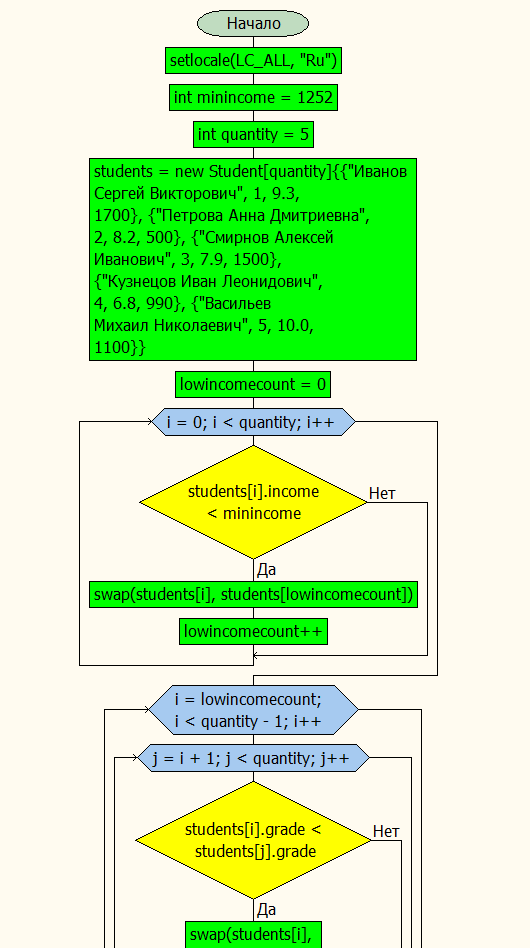 Начало
setlocale(LC_ALL, "Ru")
int minincome = 1252
int quantity = 5
students = new Student[quantity]{{"Иванов
Сергей Викторович", 1, 9.3,
1700}, {"Петрова Анна Дмитриевна",
2, 8.2, 500}, {"Смирнов Алексей
Иванович", 3, 7.9, 1500},
{"Кузнецов Иван Леонидович",
4, 6.8, 990}, {"Васильев
Михаил Николаевич", 5, 10.0,
1100}}
lowincomecount = 0
i = 0; i < quantity; i++
students[i].income
< minincome
Нет
Да
swap(students[i], students[lowincomecount])
lowincomecount++
i = lowincomecount;
i < quantity - 1; i++
j = i + 1; j < quantity; j++
students[i].grade <
students[j].grade
Нет
Да
swap(students[i],